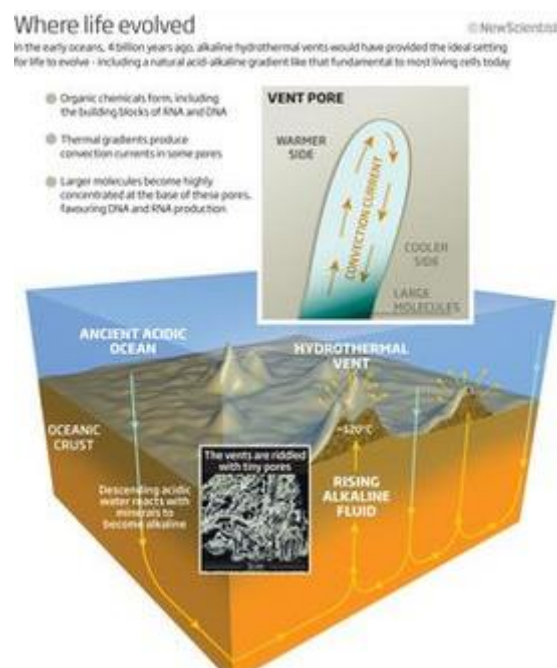 Where life evolved
©NewScientist
In the early oceans, 4 billion years ago, alkaline hydrothermal vents would have provided the ideal setting
for life to evolve - including a natural acid-alkaline gradient like that fundamental to most living cells today
Organic chemicals form, including
the building blocks of RNA and DNA
Thermal gradients produce
convection currents in some pores
Larger molecules become highly
concentrated at the base of these pores,
favouring DNA and RNA production
VENT PORE
WARMER
SIDE
CONVECTION CURRENT
COOLER
SIDE
LARGE
MOLECULES
ANCIENT ACIDIC
OCEAN
HYDROTHERMAL
VENT
OCEANIC
CRUST
~120°C
The vents are riddled
with tiny pores
Descending acidic
water reacts with
minerals to
become alkaline
RISING
ALKALINE
FLUID